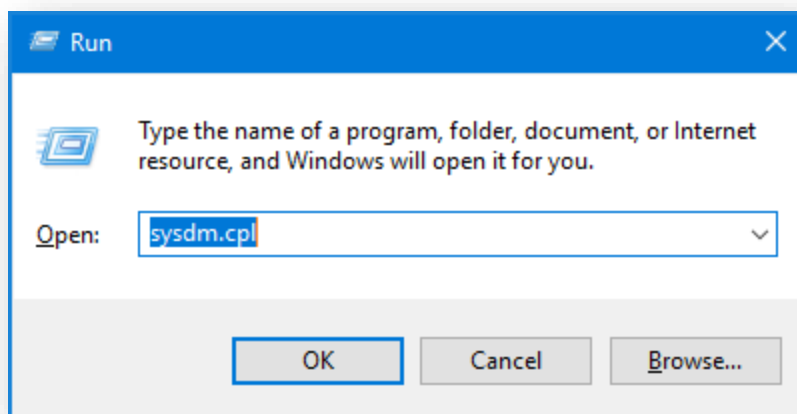 Run
Type the name of a program, folder, document, or Internet
resource, and Windows will open it for you.
Open: sysdm.cpl
OK Cancel Browse...